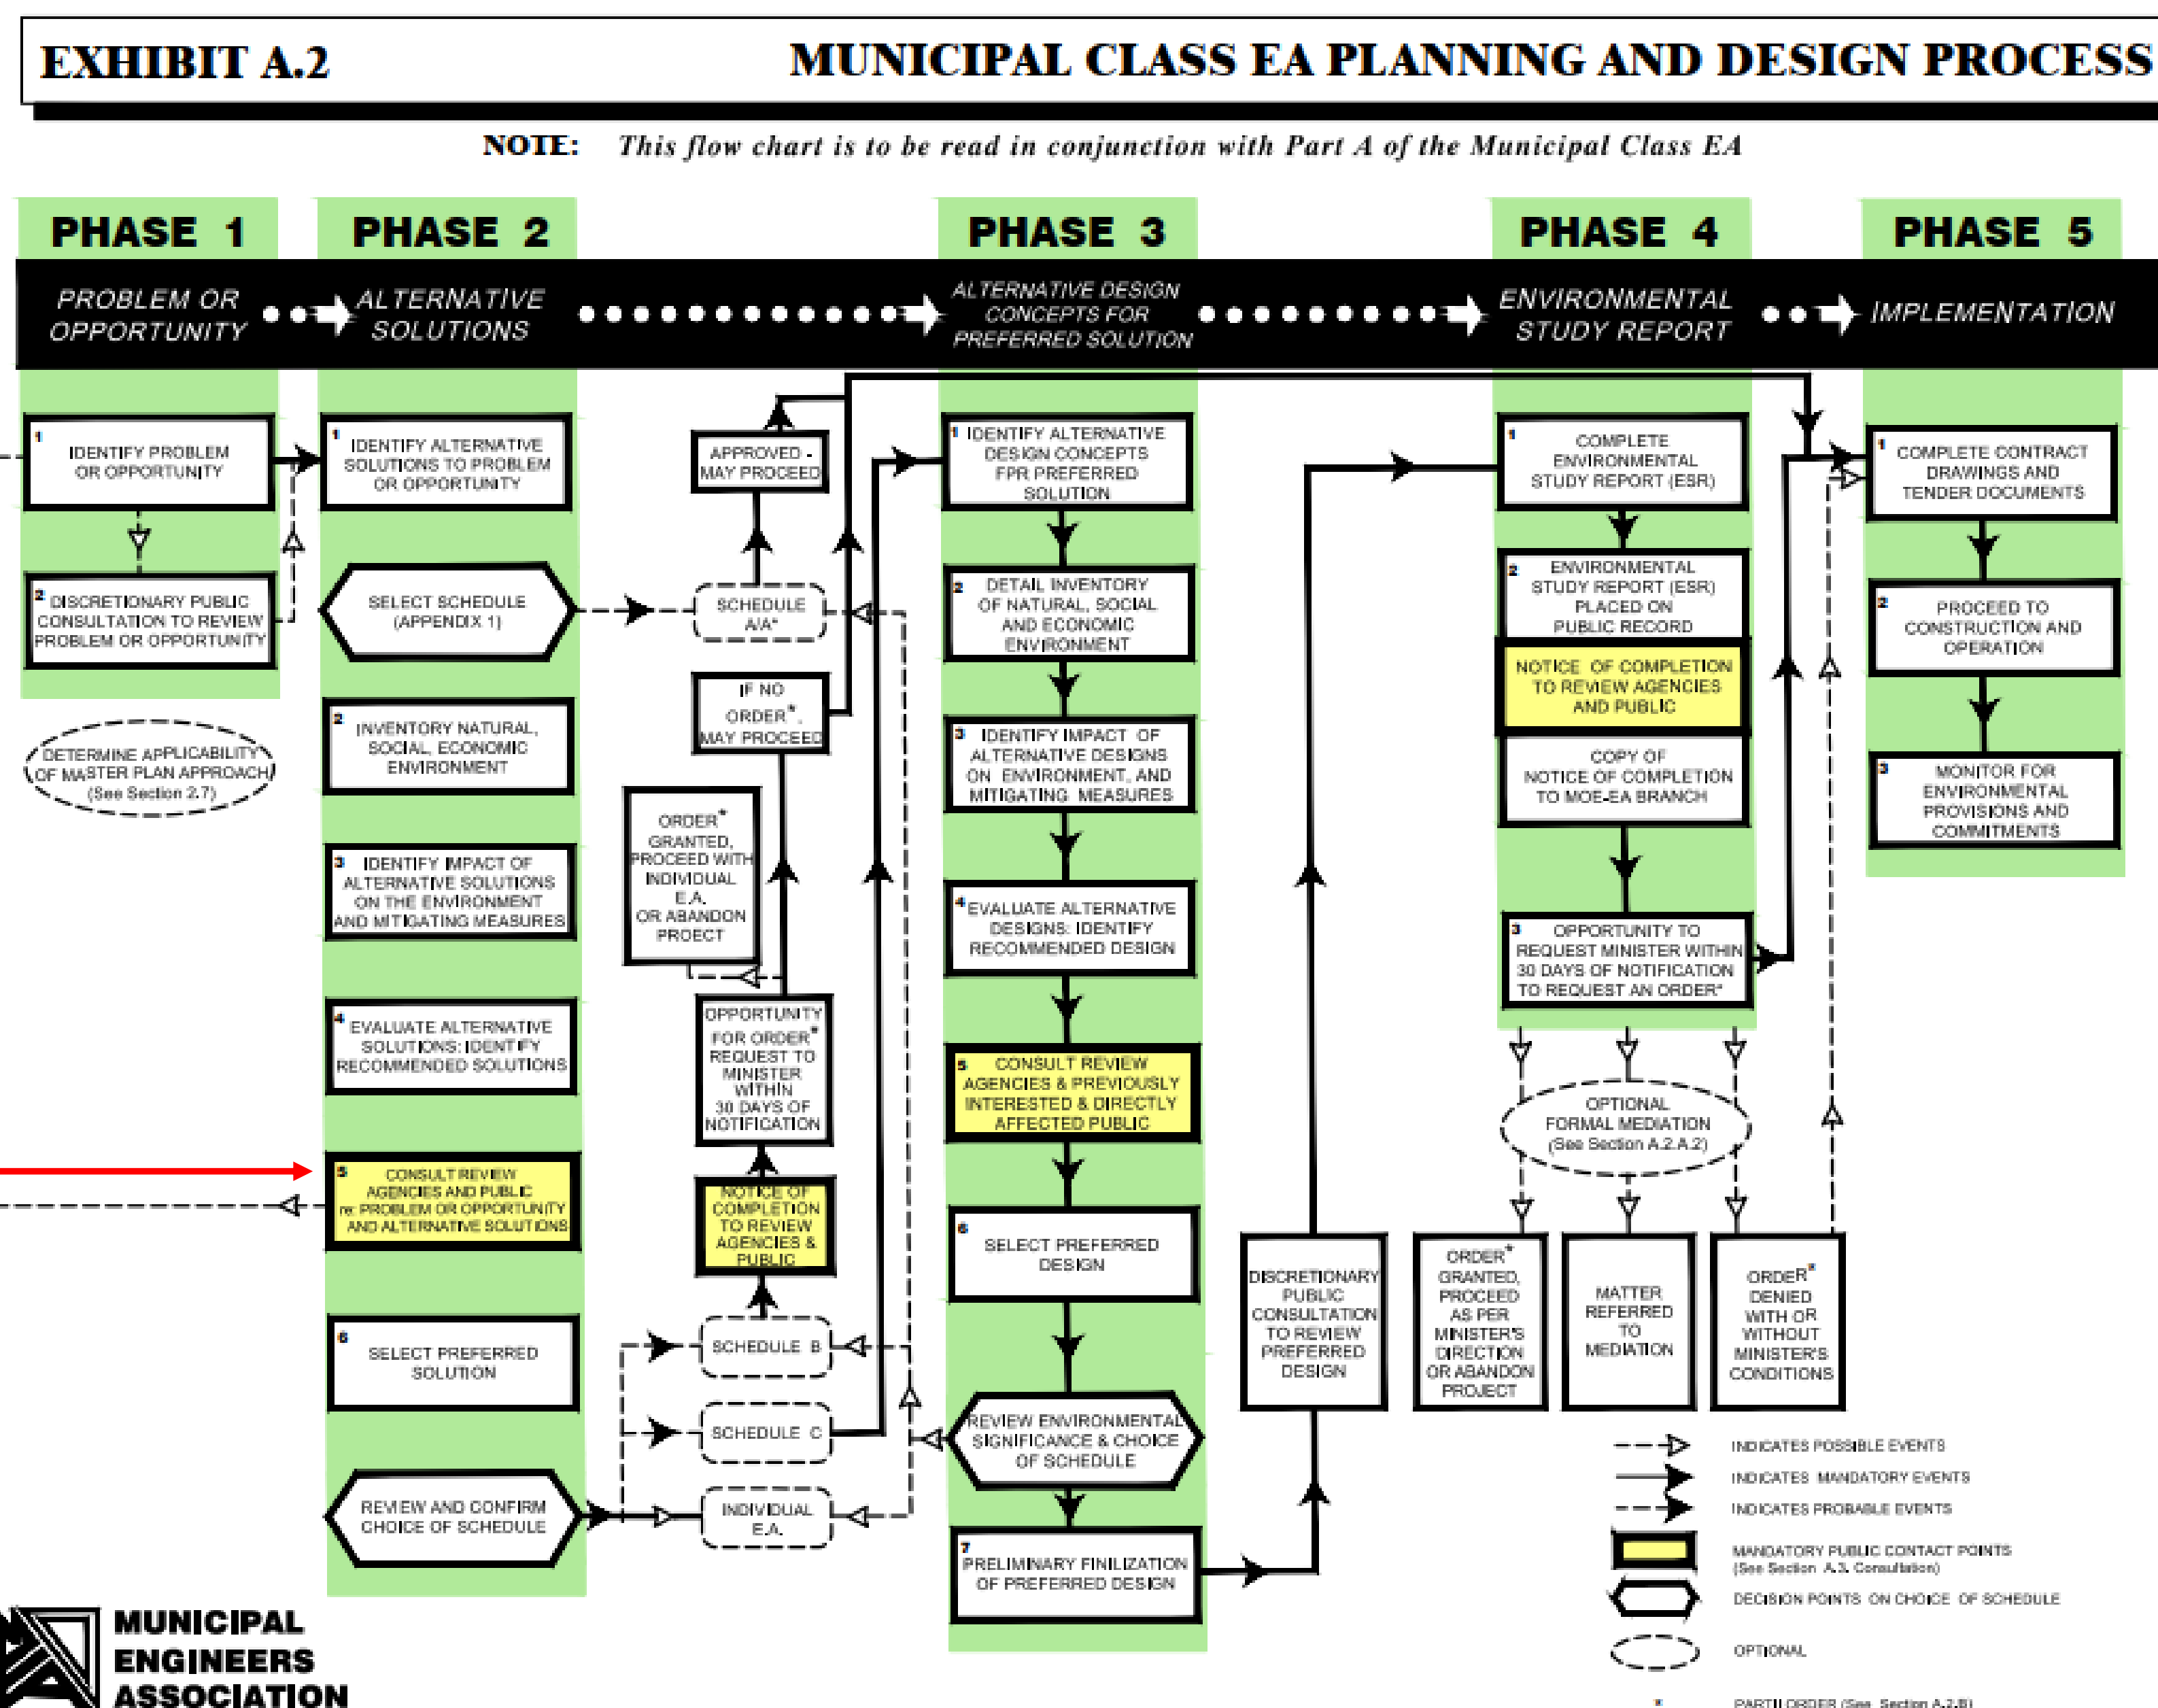 EXHIBIT A.2
MUNICIPAL CLASS EA PLANNING AND DESIGN PROCESS
NOTE: This flow chart is to be read in conjunction with Part A of the Municipal Class EA
PHASE 1
PROBLEM OR
OPPORTUNITY
1
IDENTIFY PROBLEM
OR OPPORTUNITY
2
DISCRETIONARY PUBLIC
CONSULTATION TO REVIEW
PROBLEM OR OPPORTUNITY
DETERMINE APPLICABILITY
OF MASTER PLAN APPROACH
(See Section 2.7)
PHASE 2
ALTERNATIVE
SOLUTIONS
1
IDENTIFY ALTERNATIVE
SOLUTIONS TO PROBLEM
OR OPPORTUNITY
SELECT SCHEDULE
(APPENDIX 1)
2
INVENTORY NATURAL,
SOCIAL, ECONOMIC
ENVIRONMENT
3 IDENTIFY IMPACT OF
ALTERNATIVE SOLUTIONS
ON THE ENVIRONMENT
AND MITIGATING MEASURES
4
EVALUATE ALTERNATIVE
SOLUTIONS: IDENTIFY
RECOMMENDED SOLUTIONS
5
CONSULT REVIEW
AGENCIES AND PUBLIC
re: PROBLEM OR OPPORTUNITY
AND ALTERNATIVE SOLUTIONS
6
SELECT PREFERRED
SOLUTION
REVIEW AND CONFIRM
CHOICE OF SCHEDULE
APPROVED -
MAY PROCEED
SCHEDULE
A/A+
IF NO
ORDER*,
MAY PROCEED
ORDER*
GRANTED,
PROCEED WITH
INDIVIDUAL
E.A.
OR ABANDON
PROECT
OPPORTUNITY
FOR ORDER*
REQUEST TO
MINISTER
WITHIN
30 DAYS OF
NOTIFICATION
NOTICE OF
COMPLETION
TO REVIEW
AGENCIES &
PUBLIC
SCHEDULE B
SCHEDULE C
INDIVIDUAL
E.A.
PHASE 3
ALTERNATIVE DESIGN
CONCEPTS FOR
PREFERRED SOLUTION
1 IDENTIFY ALTERNATIVE
DESIGN CONCEPTS
FPR PREFERRED
SOLUTION
2 DETAIL INVENTORY
OF NATURAL, SOCIAL
AND ECONOMIC
ENVIRONMENT
3 IDENTIFY IMPACT OF
ALTERNATIVE DESIGNS
ON ENVIRONMENT, AND
MITIGATING MEASURES
4 EVALUATE ALTERNATIVE
DESIGNS: IDENTIFY
RECOMMENDED DESIGN
5 CONSULT REVIEW
AGENCIES & PREVIOUSLY
INTERESTED & DIRECTLY
AFFECTED PUBLIC
6
SELECT PREFERRED
DESIGN
REVIEW ENVIRONMENTAL
SIGNIFICANCE & CHOICE
OF SCHEDULE
7
PRELIMINARY FINILIZATION
OF PREFERRED DESIGN
DISCRETIONARY
PUBLIC
CONSULTATION
TO REVIEW
PREFERRED
DESIGN
PHASE 4
ENVIRONMENTAL
STUDY REPORT
1
COMPLETE
ENVIRONMENTAL
STUDY REPORT (ESR)
2 ENVIRONMENTAL
STUDY REPORT (ESR)
PLACED ON
PUBLIC RECORD
NOTICE OF COMPLETION
TO REVIEW AGENCIES
AND PUBLIC
COPY OF
NOTICE OF COMPLETION
TO MOE-EA BRANCH
3 OPPORTUNITY TO
REQUEST MINISTER WITHIN
30 DAYS OF NOTIFICATION
TO REQUEST AN ORDER*
OPTIONAL
FORMAL MEDIATION
(See Section A.2.A.2)
ORDER*
GRANTED,
PROCEED
AS PER
MINISTER'S
DIRECTION
OR ABANDON
PROJECT
MATTER
REFERRED
TO
MEDIATION
ORDER*
DENIED
WITH OR
WITHOUT
MINISTER'S
CONDITIONS
PHASE 5
IMPLEMENTATION
1
COMPLETE CONTRACT
DRAWINGS AND
TENDER DOCUMENTS
2
PROCEED TO
CONSTRUCTION AND
OPERATION
3
MONITOR FOR
ENVIRONMENTAL
PROVISIONS AND
COMMITMENTS
INDICATES POSSIBLE EVENTS
INDICATES MANDATORY EVENTS
INDICATES PROBABLE EVENTS
MANDATORY PUBLIC CONTACT POINTS
(See Section A.3. Consultation)
DECISION POINTS ON CHOICE OF SCHEDULE
OPTIONAL
* PART II ORDER (See Section A.2.8)
MUNICIPAL
ENGINEERS
ASSOCIATION